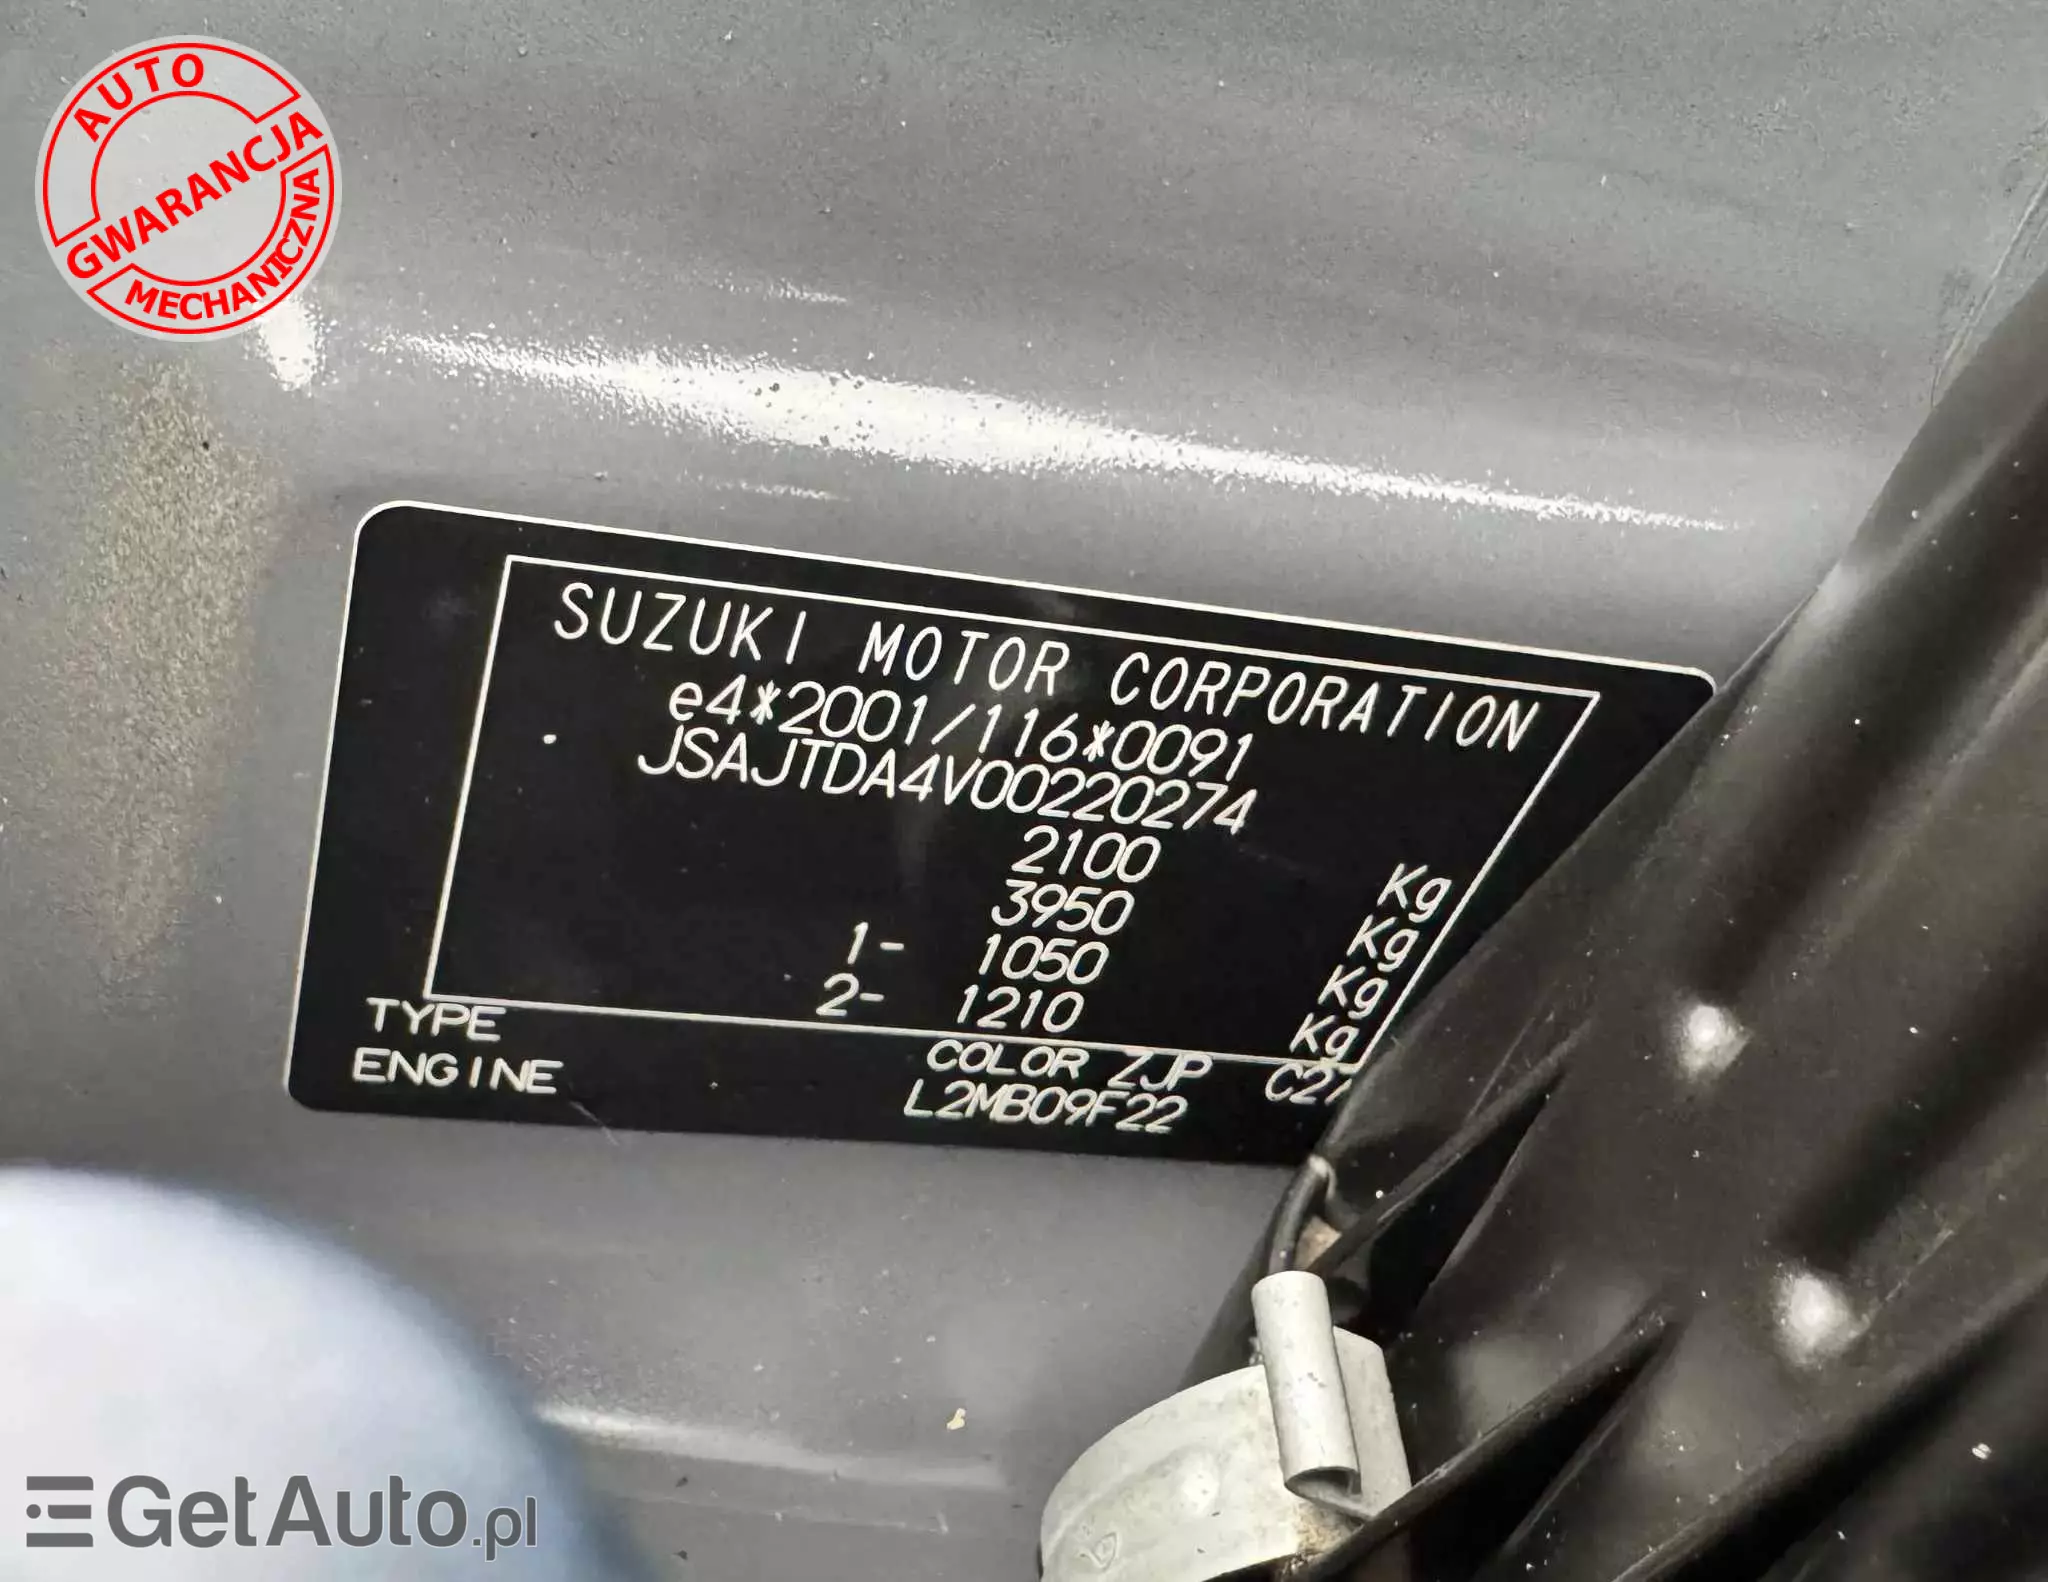 AUTO
GWARANCJA
MECHANICZNA
SUZUKI MOTOR CORPORATION
e4*2001/116*0091
JSAJTDA4V00220274
2100 Kg
3950 Kg
1- 1050 Kg
2- 1210 Kg
TYPE COLOR ZJP
ENGINE L2MB09F22
GetAuto.pl